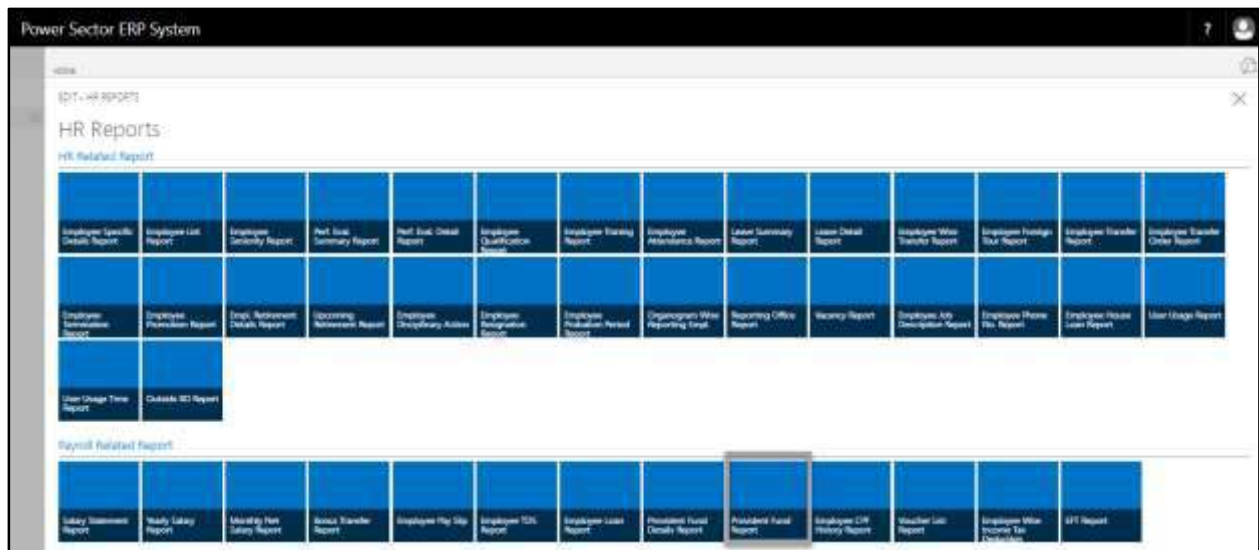 Power Sector ERP System
?
HOME
EDIT - HR REPORTS
HR Reports
HR Related Report
Employee Specific
Details Report
Employee List
Report
Employee
Seniority Report
Perf. Eval.
Summary Report
Perf. Eval. Detail
Report
Employee
Qualification
Report
Employee Training
Report
Employee
Attendance Report
Leave Summary
Report
Leave Detail
Report
Employee Wise
Transfer Report
Employee Foreign
Tour Report
Employee Transfer
Report
Employee Transfer
Order Report
Employee
Termination
Report
Employee
Promotion Report
Empl. Retirement
Details Report
Upcoming
Retirement Report
Employee
Disciplinary Action
Employee
Resignation
Report
Employee
Probation Period
Report
Organogram Wise
Reporting Empl.
Reporting Office
Report
Vacancy Report
Employee Job
Description Report
Employee Phone
No. Report
Employee House
Loan Report
User Usage Report
User Usage Time
Report
Outside BD Report
Payroll Related Report
Salary Statement
Report
Yearly Salary
Report
Monthly Net
Salary Report
Bonus Transfer
Report
Employee Pay Slip
Employee TDS
Report
Employee Loan
Report
Provident Fund
Details Report
Provident Fund
Report
Employee CPF
History Report
Voucher List
Report
Employee Wise
Income Tax
Deduction
EFT Report